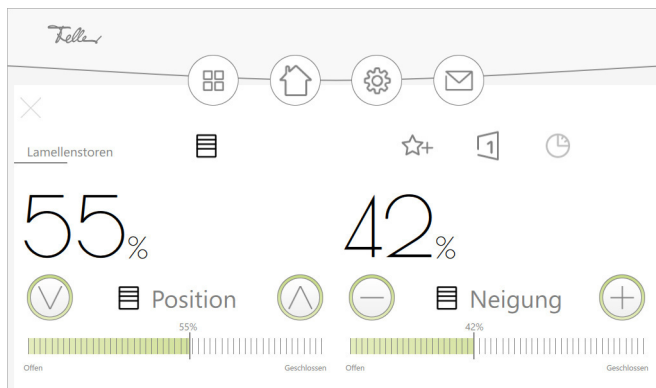 Feller
1
Lamellenstoren
55%
42%
Position
Neigung
55%
42%
Offen
Geschlossen
Offen
Geschlossen